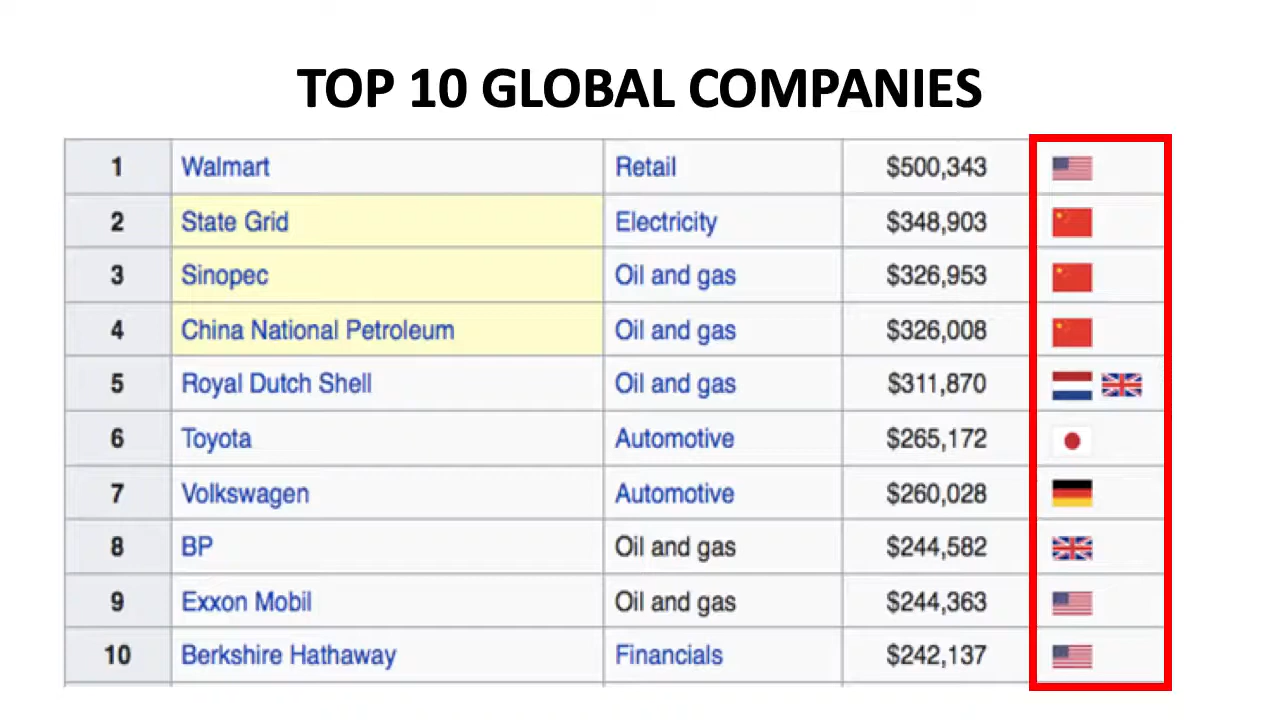 TOP 10 GLOBAL COMPANIES
1 Walmart Retail $500,343
2 State Grid Electricity $348,903
3 Sinopec Oil and gas $326,953
4 China National Petroleum Oil and gas $326,008
5 Royal Dutch Shell Oil and gas $311,870
6 Toyota Automotive $265,172
7 Volkswagen Automotive $260,028
8 BP Oil and gas $244,582
9 Exxon Mobil Oil and gas $244,363
10 Berkshire Hathaway Financials $242,137